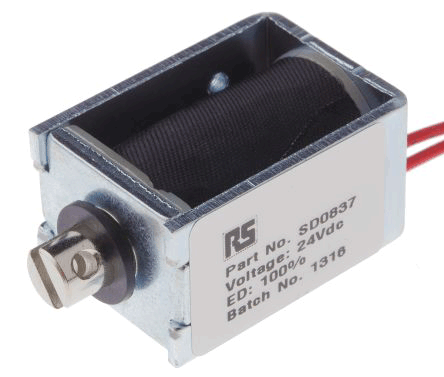 RS
Part No. SD0837
Voltage: 24Vdc
ED: 100%
Batch No. 1316